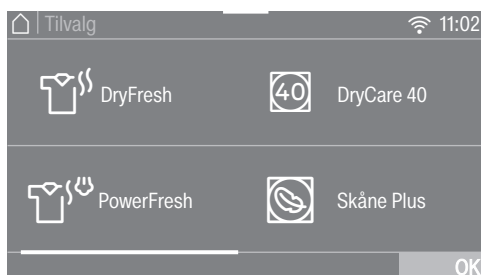 Tilvalg 11:02
DryFresh 40 DryCare 40
PowerFresh Skåne Plus
OK